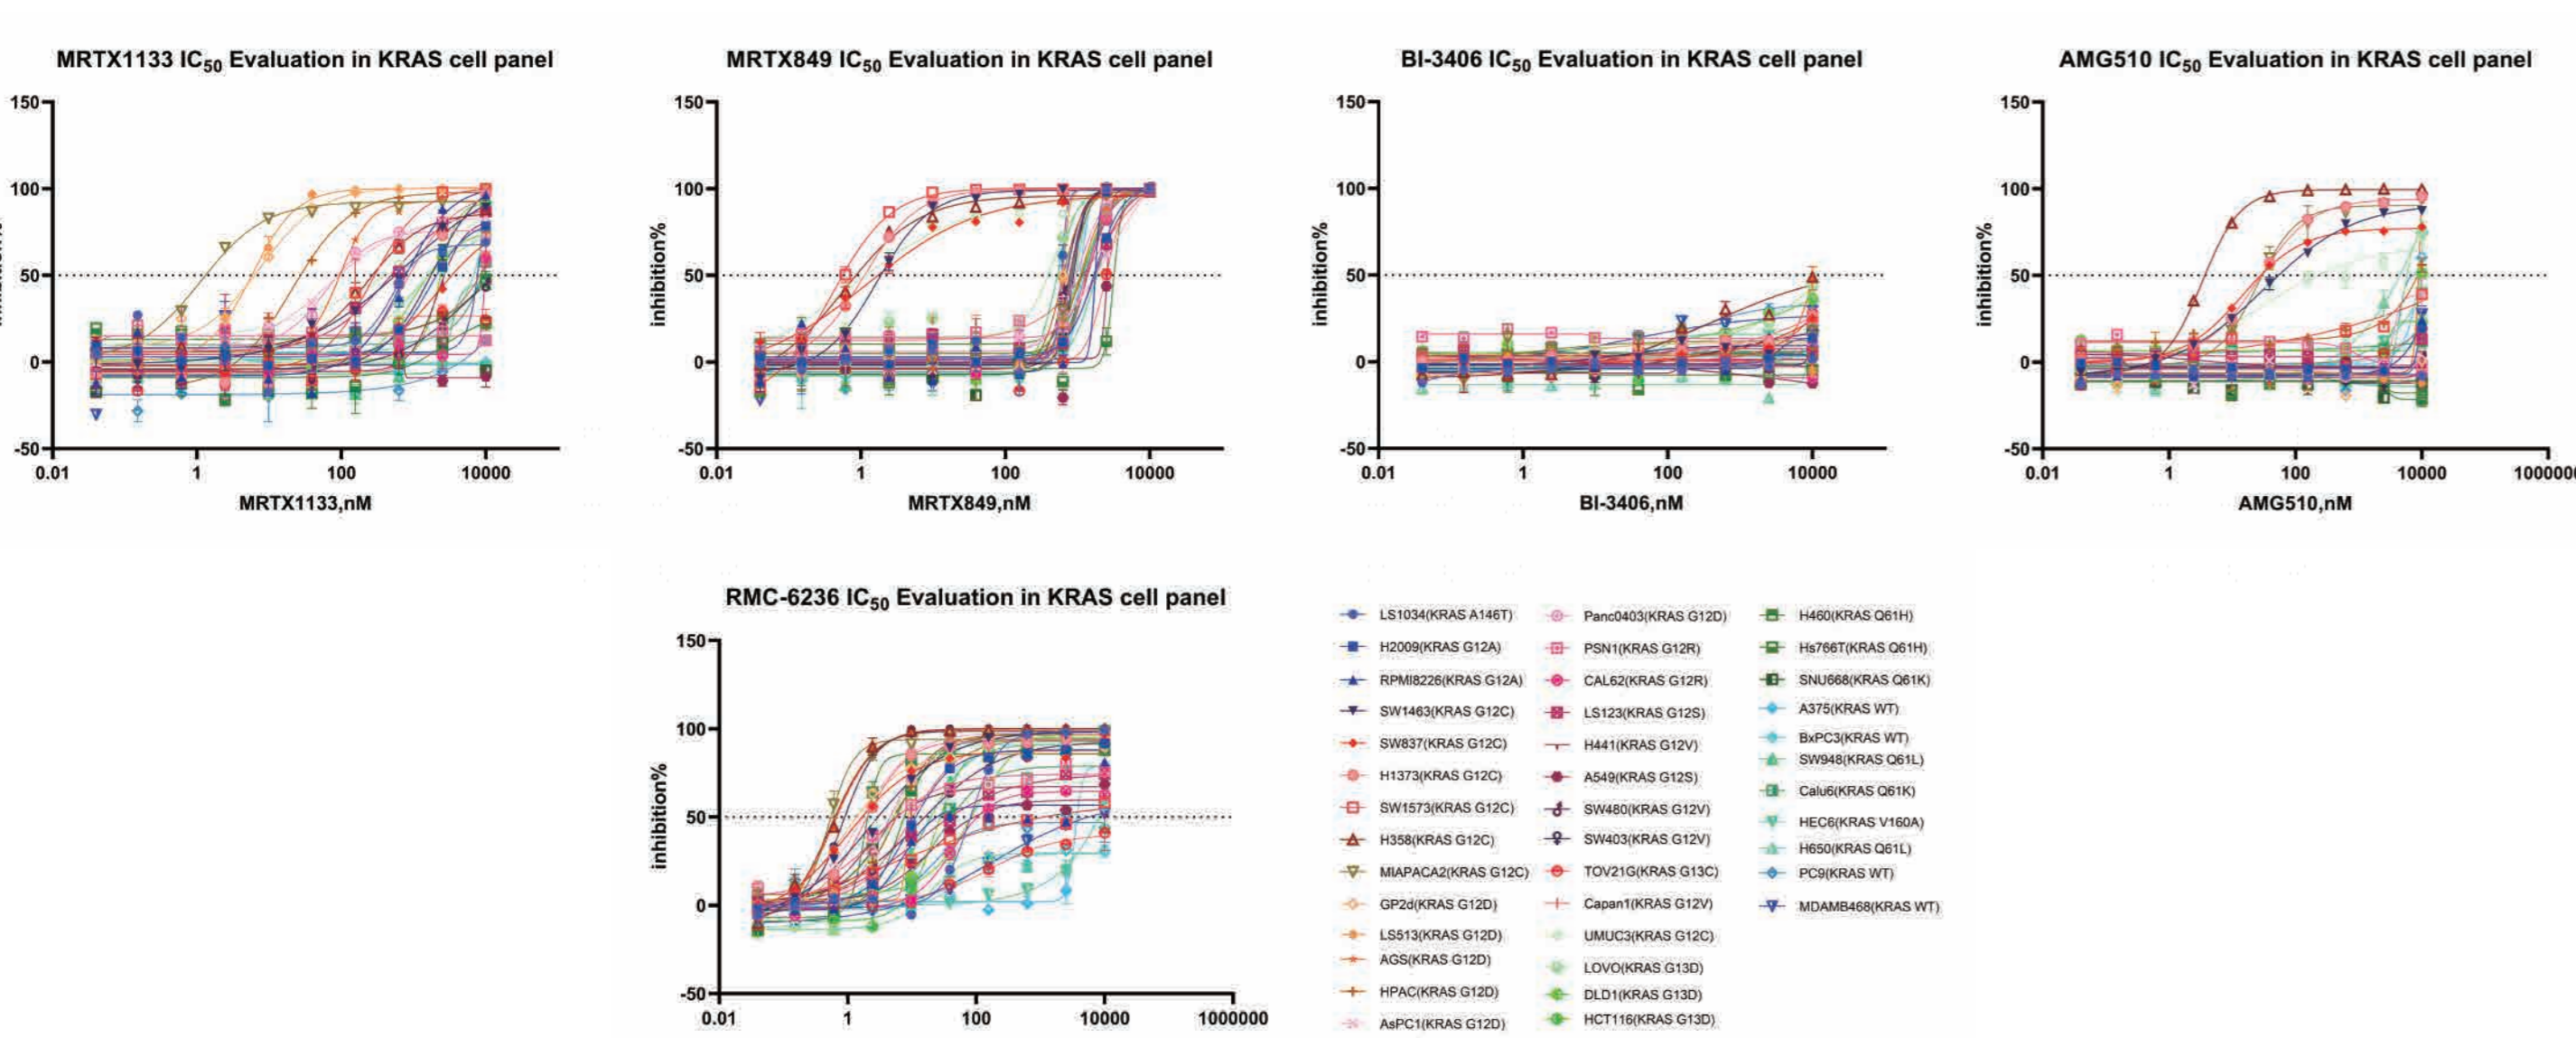 MRTX1133 IC50 Evaluation in KRAS cell panel
150
100
50
0
-50
0.01
1
100
10000
MRTX1133,nM
MRTX849 IC50 Evaluation in KRAS cell panel
inhibition%
150
100
50
0
-50
0.01
1
100
10000
MRTX849,nM
BI-3406 IC50 Evaluation in KRAS cell panel
inhibition%
150
100
50
0
-50
0.01
1
100
10000
BI-3406,nM
AMG510 IC50 Evaluation in KRAS cell panel
inhibition%
150
100
50
0
-50
0.01
1
100
10000
AMG510,nM
RMC-6236 IC50 Evaluation in KRAS cell panel
inhibition%
150
100
50
0
-50
0.01
1
100
10000
1000000
LS1034(KRAS A146T)
H2009(KRAS G12A)
RPMI8226(KRAS G12A)
SW1463(KRAS G12C)
SW837(KRAS G12C)
H1373(KRAS G12C)
SW1573(KRAS G12C)
H358(KRAS G12C)
MIAPACA2(KRAS G12C)
GP2d(KRAS G12D)
LS513(KRAS G12D)
AGS(KRAS G12D)
HPAC(KRAS G12D)
AsPC1(KRAS G12D)
Panc0403(KRAS G12D)
PSN1(KRAS G12R)
CAL62(KRAS G12R)
LS123(KRAS G12S)
H441(KRAS G12V)
A549(KRAS G12S)
SW480(KRAS G12V)
SW403(KRAS G12V)
TOV21G(KRAS G13C)
Capan1(KRAS G12V)
UMUC3(KRAS G12C)
LOVO(KRAS G13D)
DLD1(KRAS G13D)
HCT116(KRAS G13D)
H460(KRAS Q61H)
Hs766T(KRAS Q61H)
SNU668(KRAS Q61K)
A375(KRAS WT)
BxPC3(KRAS WT)
SW948(KRAS Q61L)
Calu6(KRAS Q61K)
HEC6(KRAS V160A)
H650(KRAS Q61L)
PC9(KRAS WT)
MDAMB468(KRAS WT)